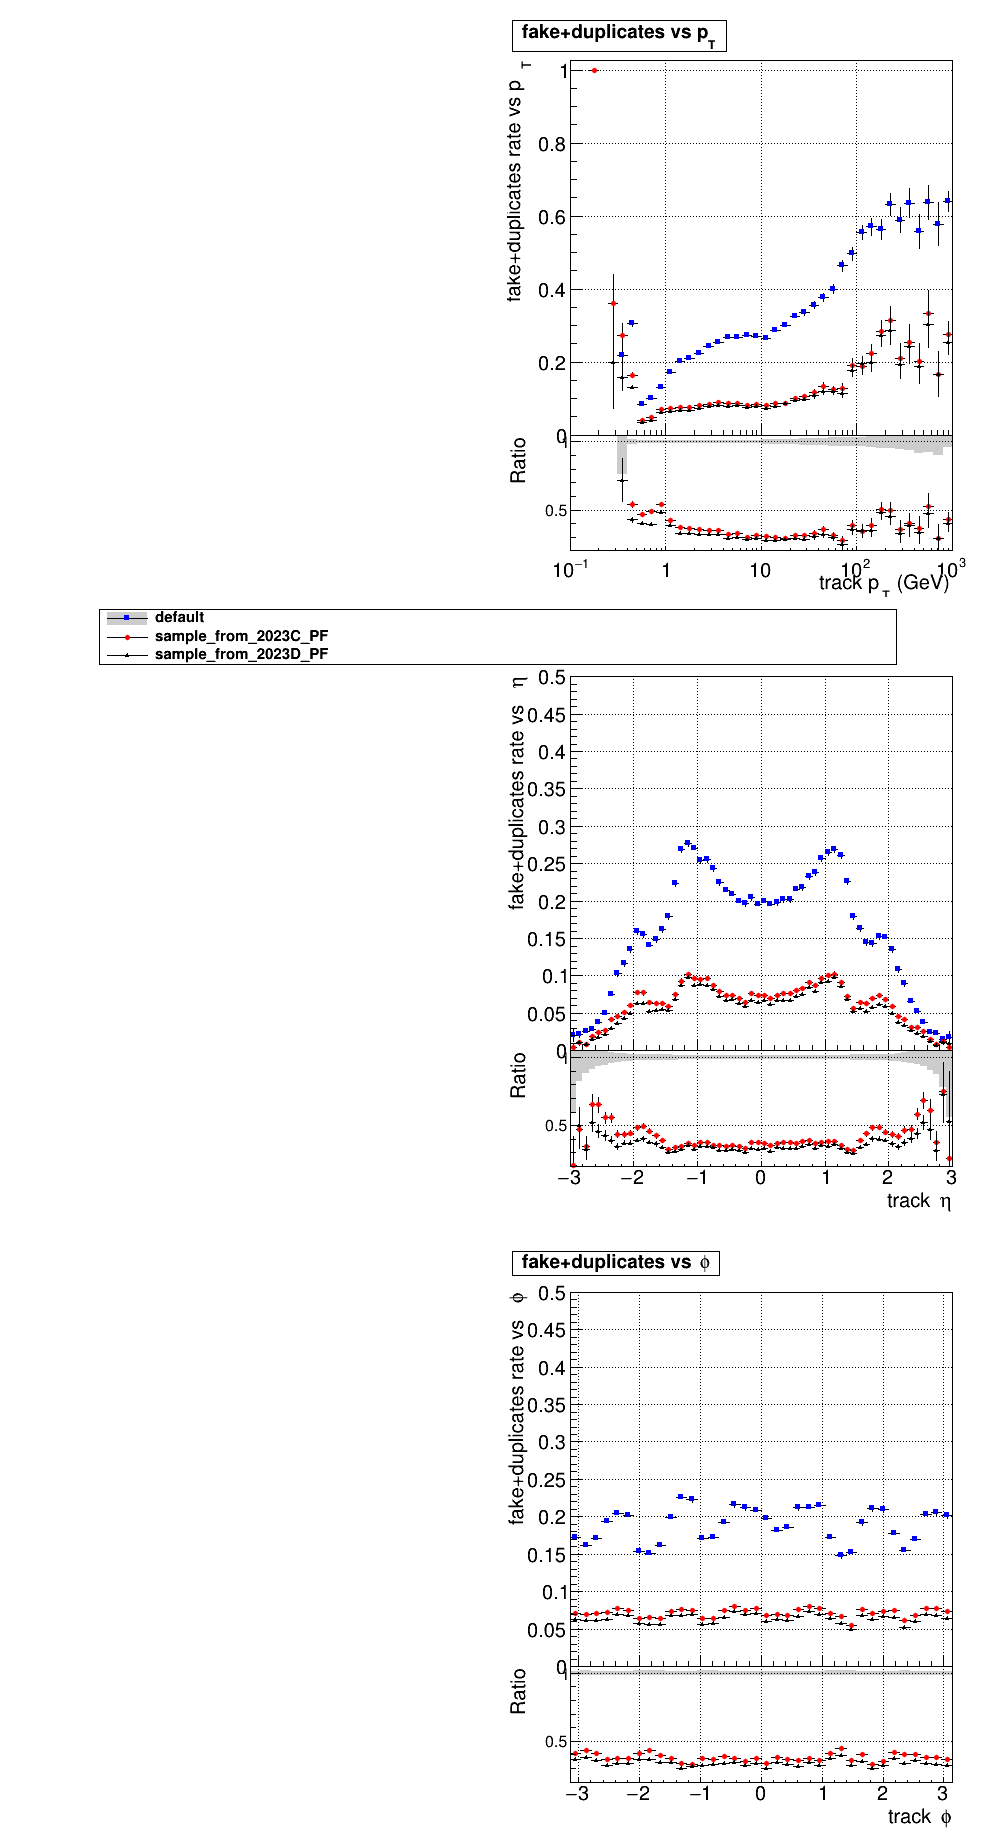 fake+duplicates vs p_T
fake+duplicates rate vs p_T
1
0.8
0.6
0.4
0.2
0
Ratio
1
0.5
10^−1
1
10
10^2
10^3
track p_T (GeV)
default
sample_from_2023C_PF
sample_from_2023D_PF
fake+duplicates rate vs η
0.5
0.45
0.4
0.35
0.3
0.25
0.2
0.15
0.1
0.05
0
Ratio
1
0.5
−3 −2 −1 0 1 2 3
track η
fake+duplicates vs ϕ
fake+duplicates rate vs ϕ
0.5
0.45
0.4
0.35
0.3
0.25
0.2
0.15
0.1
0.05
0
Ratio
1
0.5
−3 −2 −1 0 1 2 3
track ϕ